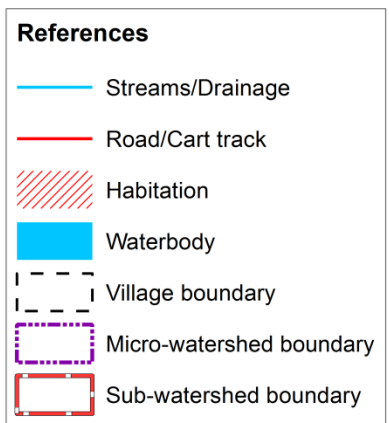 References
Streams/Drainage
Road/Cart track
Habitation
Waterbody
Village boundary
Micro-watershed boundary
Sub-watershed boundary